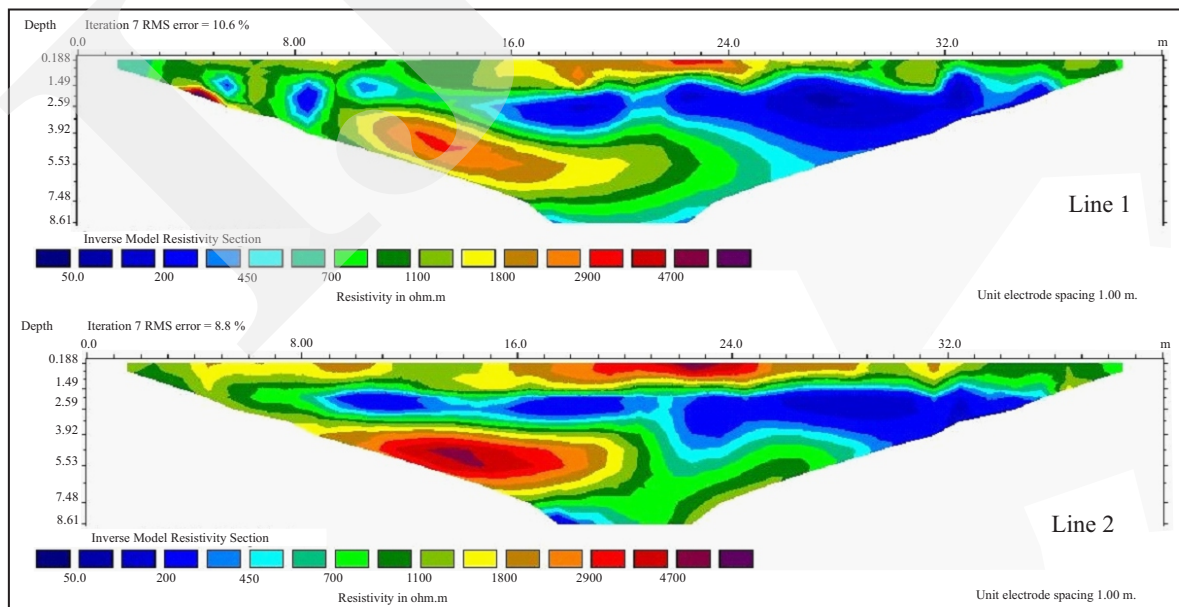 Depth Iteration 7 RMS error = 10.6 %
0.0 8.00 16.0 24.0 32.0 m
0.188
1.49
2.59
3.92
5.53
7.48
8.61
Line 1
Inverse Model Resistivity Section
50.0 200 450 700 1100 1800 2900 4700
Resistivity in ohm.m
Unit electrode spacing 1.00 m.
Depth Iteration 7 RMS error = 8.8 %
0.0 8.00 16.0 24.0 32.0 m
0.188
1.49
2.59
3.92
5.53
7.48
8.61
Line 2
Inverse Model Resistivity Section
50.0 200 450 700 1100 1800 2900 4700
Resistivity in ohm.m
Unit electrode spacing 1.00 m.